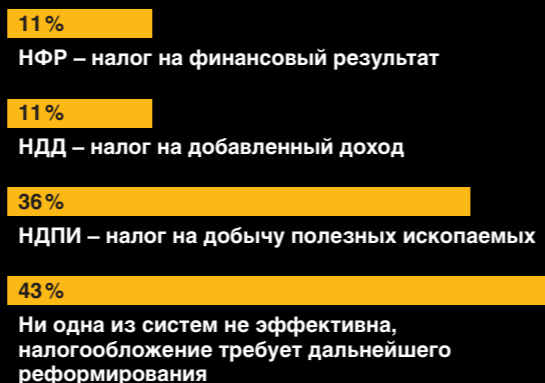 11 %
НФР – налог на финансовый результат
11 %
НДД – налог на добавленный доход
36 %
НДПИ – налог на добычу полезных ископаемых
43 %
Ни одна из систем не эффективна,
налогообложение требует дальнейшего
реформирования